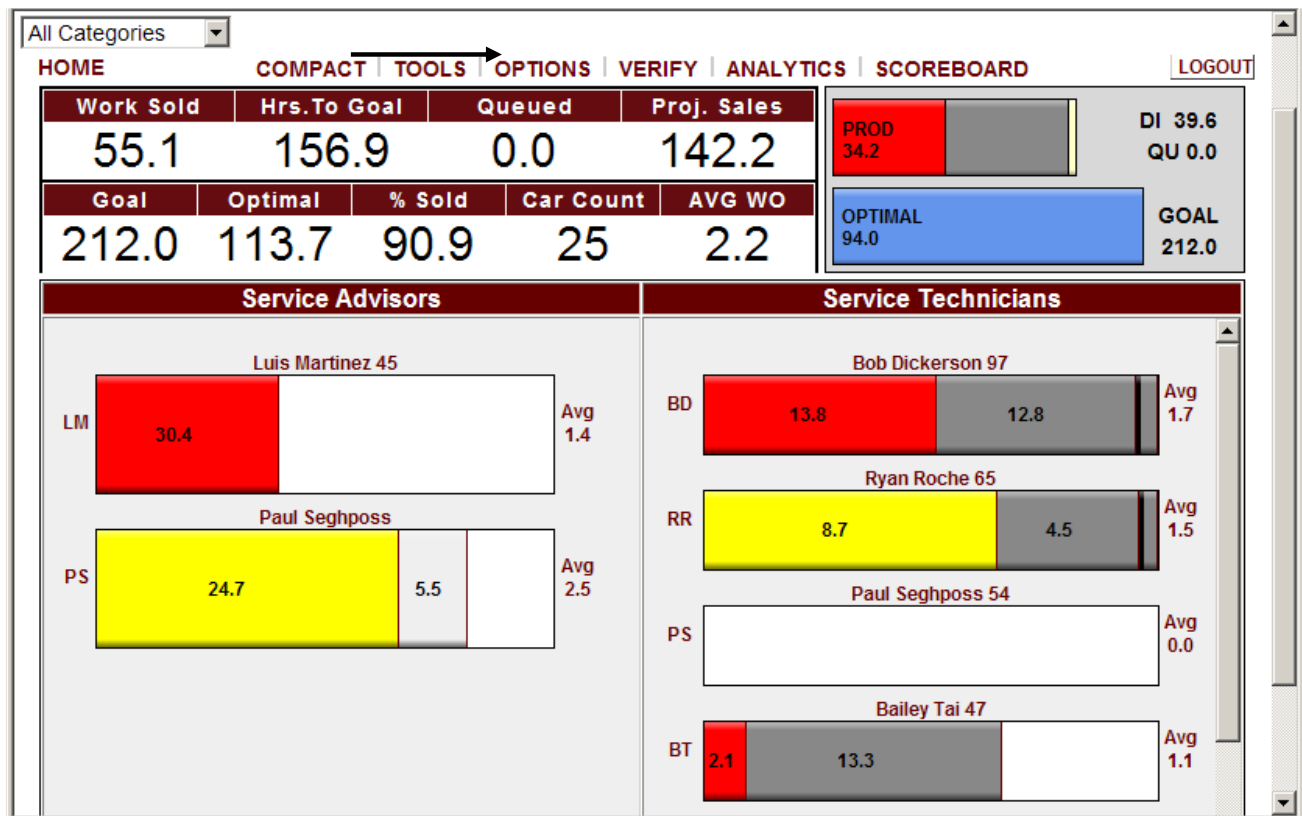 All Categories
HOME COMPACT TOOLS OPTIONS VERIFY ANALYTICS SCOREBOARD LOGOUT
Work Sold Hrs.To Goal Queued Proj. Sales
55.1 156.9 0.0 142.2
Goal Optimal % Sold Car Count AVG WO
212.0 113.7 90.9 25 2.2
PROD
34.2
DI 39.6
QU 0.0
OPTIMAL
94.0
GOAL
212.0
Service Advisors
Luis Martinez 45
LM 30.4 Avg
1.4
Paul Seghposs
PS 24.7 5.5 Avg
2.5
Service Technicians
Bob Dickerson 97
BD 13.8 12.8 Avg
1.7
Ryan Roche 65
RR 8.7 4.5 Avg
1.5
Paul Seghposs 54
PS Avg
0.0
Bailey Tai 47
BT 2.1 13.3 Avg
1.1